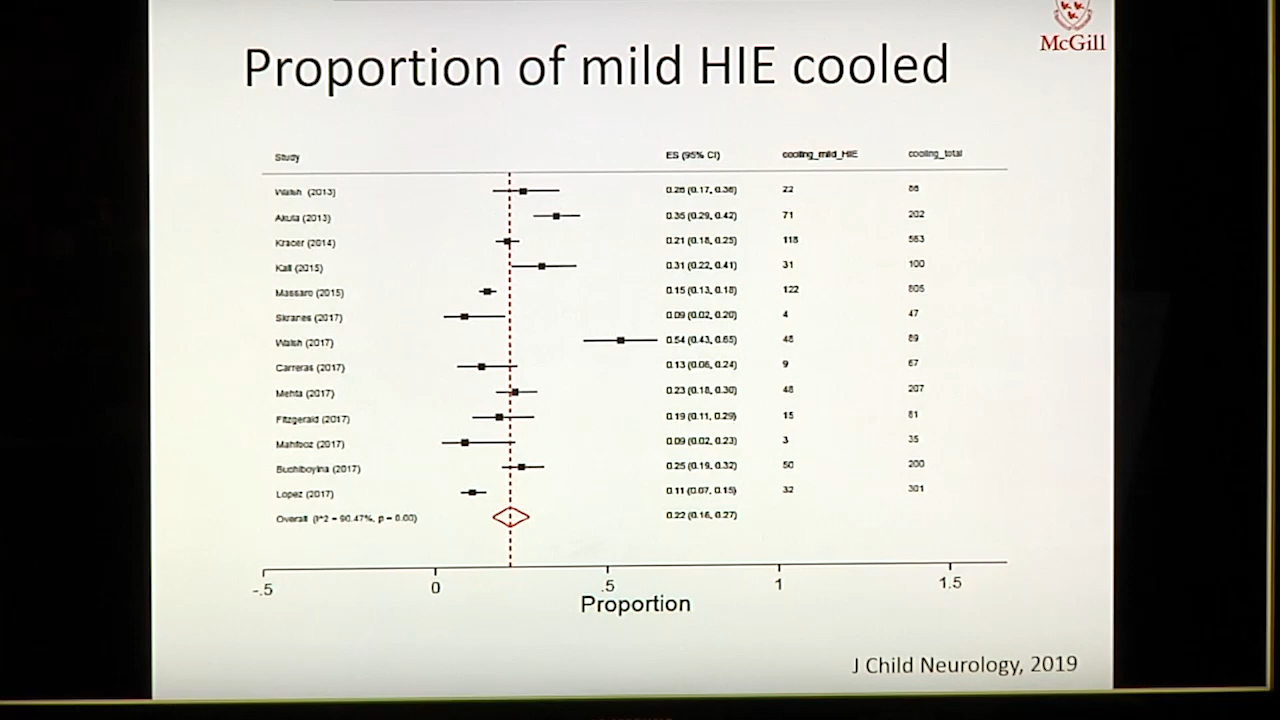 McGill
Proportion of mild HIE cooled
Study ES (95% CI) cooling_mild_HIE cooling_total
Walsh (2013) 0.26 (0.17, 0.36) 22 86
Akula (2013) 0.35 (0.29, 0.42) 71 202
Kracer (2014) 0.21 (0.18, 0.25) 118 563
Kali (2015) 0.31 (0.22, 0.41) 31 100
Massaro (2015) 0.15 (0.13, 0.18) 122 805
Skranes (2017) 0.09 (0.02, 0.20) 4 47
Walsh (2017) 0.54 (0.43, 0.65) 48 89
Carreras (2017) 0.13 (0.06, 0.24) 9 67
Mehta (2017) 0.23 (0.18, 0.30) 48 207
Fitzgerald (2017) 0.19 (0.11, 0.29) 15 81
Mahfooz (2017) 0.09 (0.02, 0.23) 3 35
Buchiboyina (2017) 0.25 (0.19, 0.32) 50 200
Lopez (2017) 0.11 (0.07, 0.15) 32 301
Overall (I^2 = 90.47%, p = 0.00) 0.22 (0.16, 0.27)
-.5 0 .5 1 1.5
Proportion
J Child Neurology, 2019